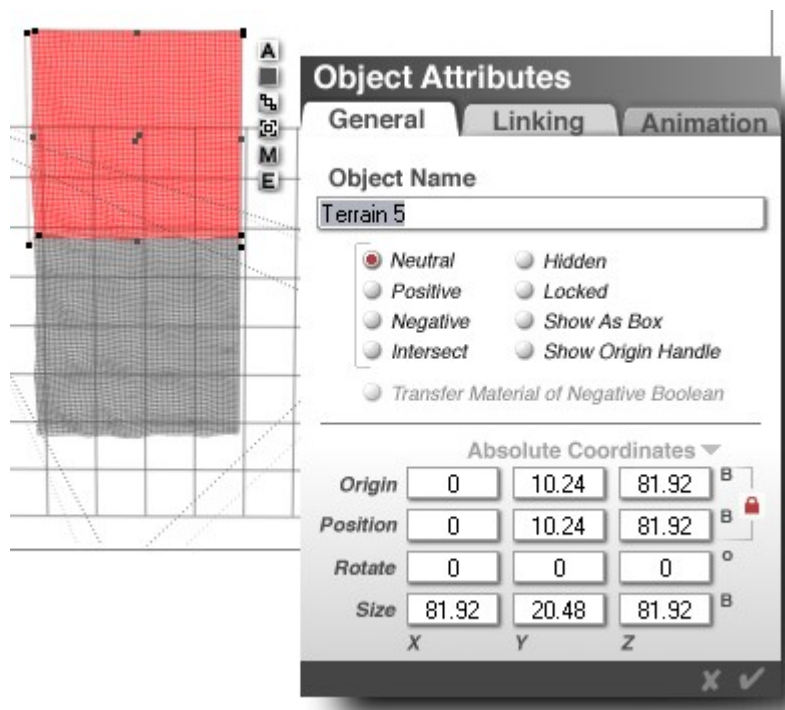 A
M
E
Object Attributes
General Linking Animation
Object Name
Terrain 5
Neutral Hidden
Positive Locked
Negative Show As Box
Intersect Show Origin Handle
Transfer Material of Negative Boolean
Absolute Coordinates
Origin 0 10.24 81.92 B
Position 0 10.24 81.92 B
Rotate 0 0 0 o
Size 81.92 20.48 81.92 B
X Y Z